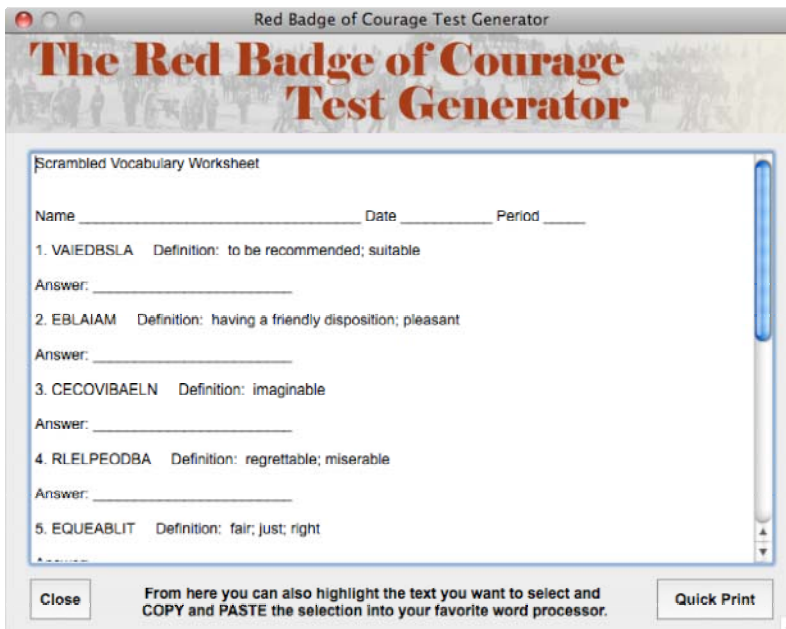 Red Badge of Courage Test Generator
The Red Badge of Courage
Test Generator
Scrambled Vocabulary Worksheet
Name __________________________________ Date ___________ Period _____
1. VAIEDBSLA Definition: to be recommended; suitable
Answer: ________________________
2. EBLAIAM Definition: having a friendly disposition; pleasant
Answer: ________________________
3. CECOVIBAELN Definition: imaginable
Answer: ________________________
4. RLELPEODBA Definition: regrettable; miserable
Answer: ________________________
5. EQUEABLIT Definition: fair; just; right
Close
From here you can also highlight the text you want to select and
COPY and PASTE the selection into your favorite word processor.
Quick Print